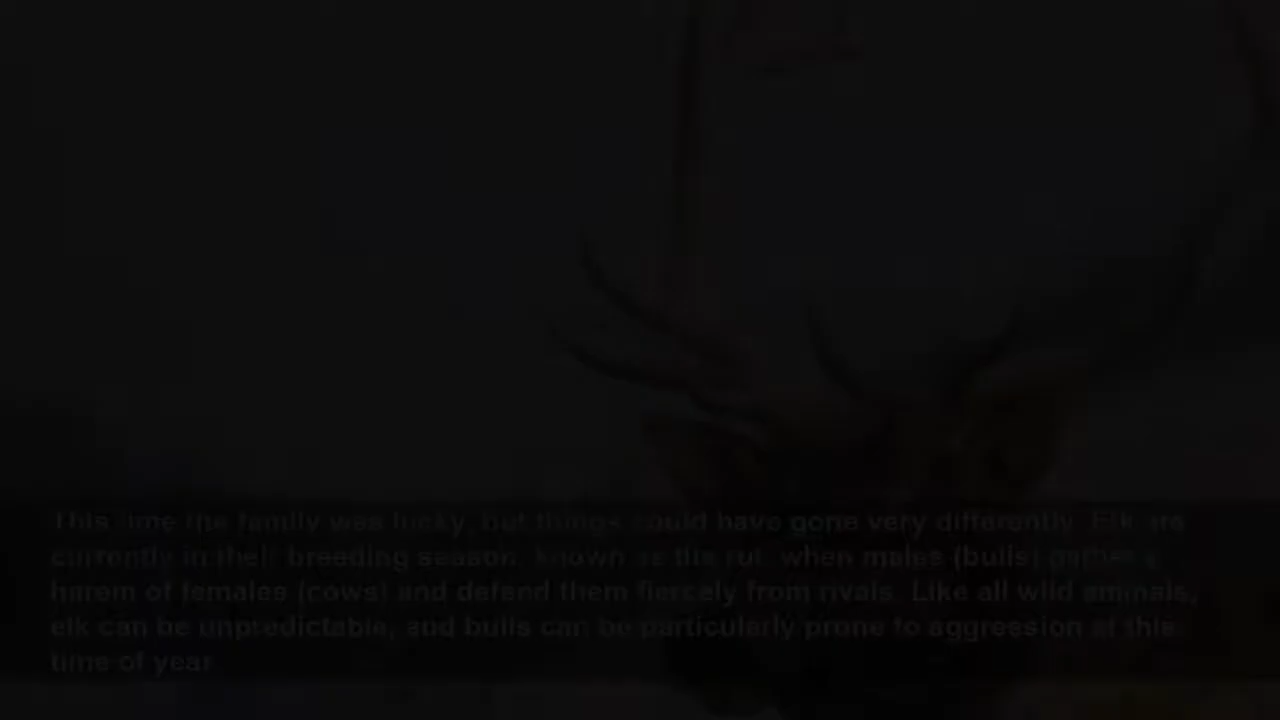 This time the family was lucky, but things could have gone very differently. Elk are
currently in their breeding season, known as the rut, when males (bulls) gather a
harem of females (cows) and defend them fiercely from rivals. Like all wild animals,
elk can be unpredictable, and bulls can be particularly prone to aggression at this
time of year.